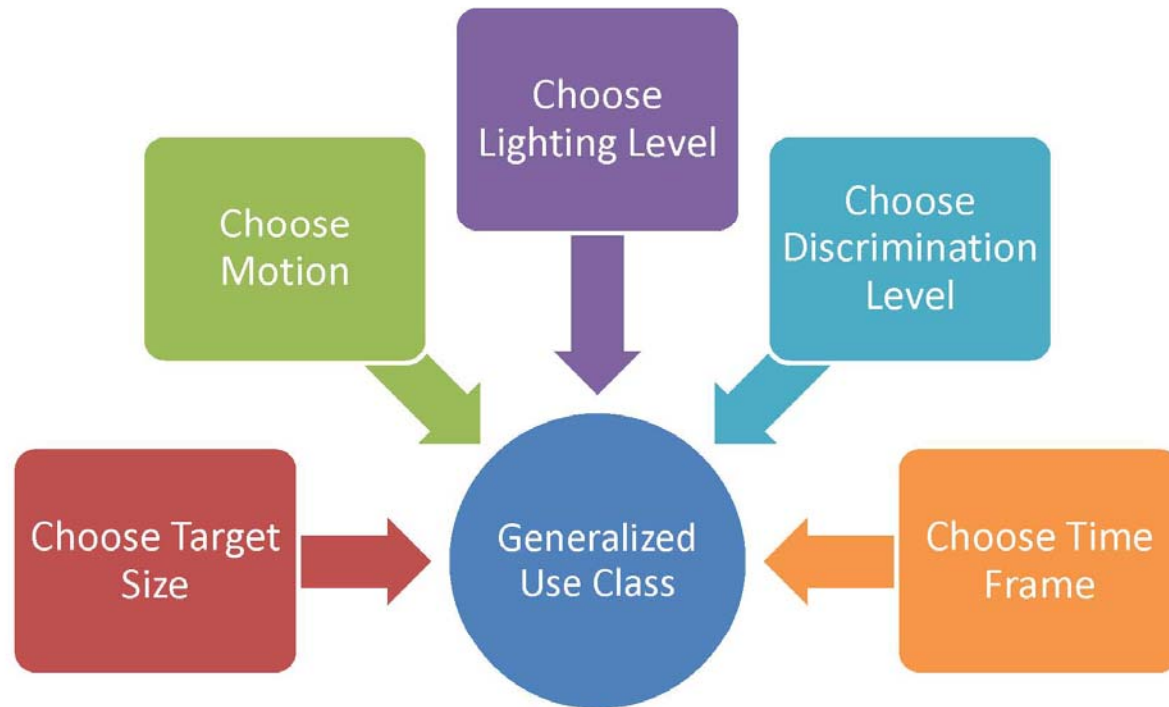 Choose
Lighting Level
Choose
Motion
Choose
Discrimination
Level
Choose Target
Size
Generalized
Use Class
Choose Time
Frame